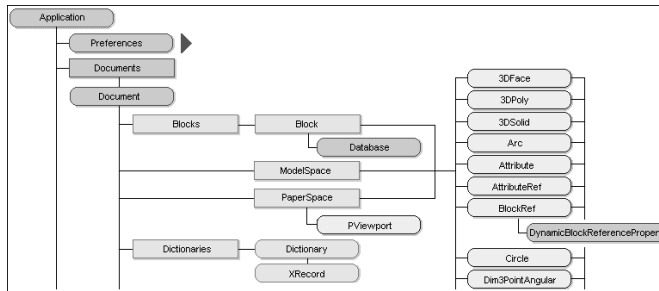 Application
Preferences
Documents
Document
Blocks
Block
Database
ModelSpace
PaperSpace
PViewport
Dictionaries
Dictionary
XRecord
3DFace
3DPoly
3DSolid
Arc
Attribute
AttributeRef
BlockRef
DynamicBlockReferencePropert
Circle
Dim3PointAngular